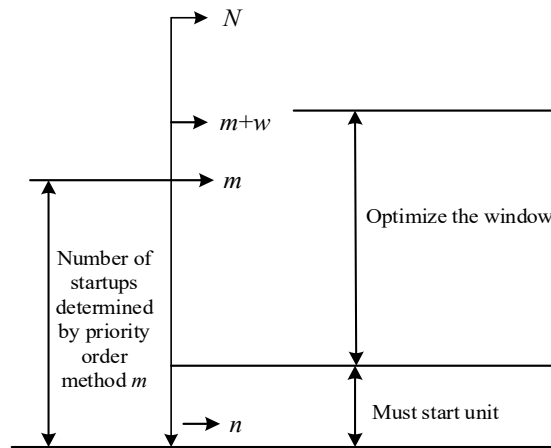 N
m+w
m
Optimize the window
Number of
startups
determined
by priority
order
method m
n
Must start unit